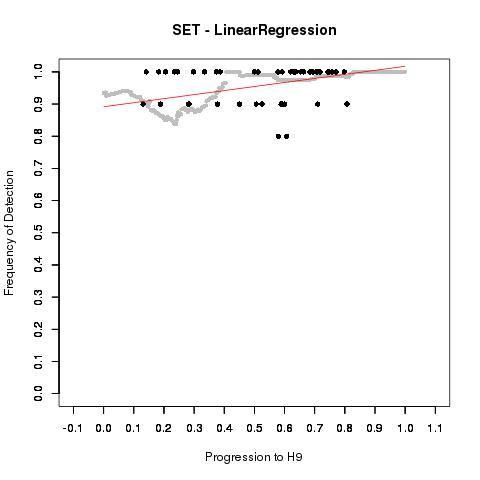 SET - LinearRegression
1.0
0.9
0.8
0.7
0.6
0.5
0.4
0.3
0.2
0.1
0.0
Frequency of Detection
-0.1 0.0 0.1 0.2 0.3 0.4 0.5 0.6 0.7 0.8 0.9 1.0 1.1
Progression to H9